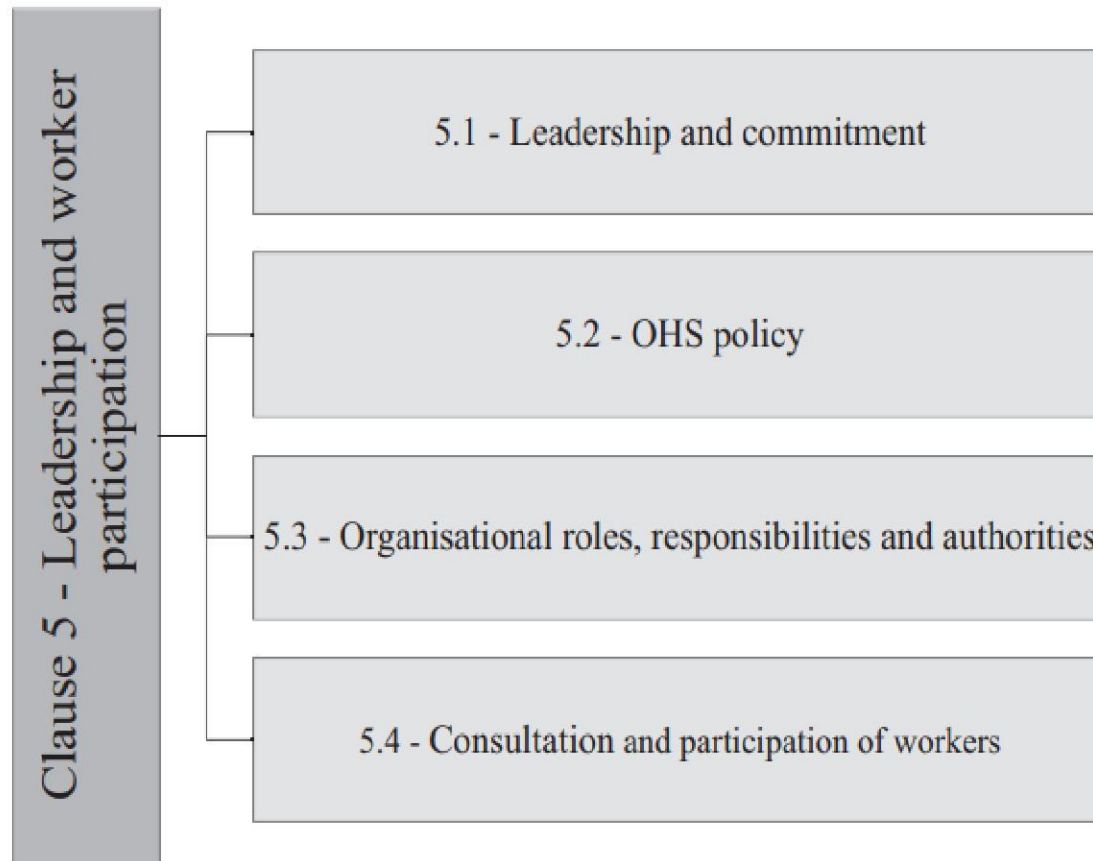 Clause 5 - Leadership and worker
participation
5.1 - Leadership and commitment
5.2 - OHS policy
5.3 - Organisational roles, responsibilities and authorities
5.4 - Consultation and participation of workers